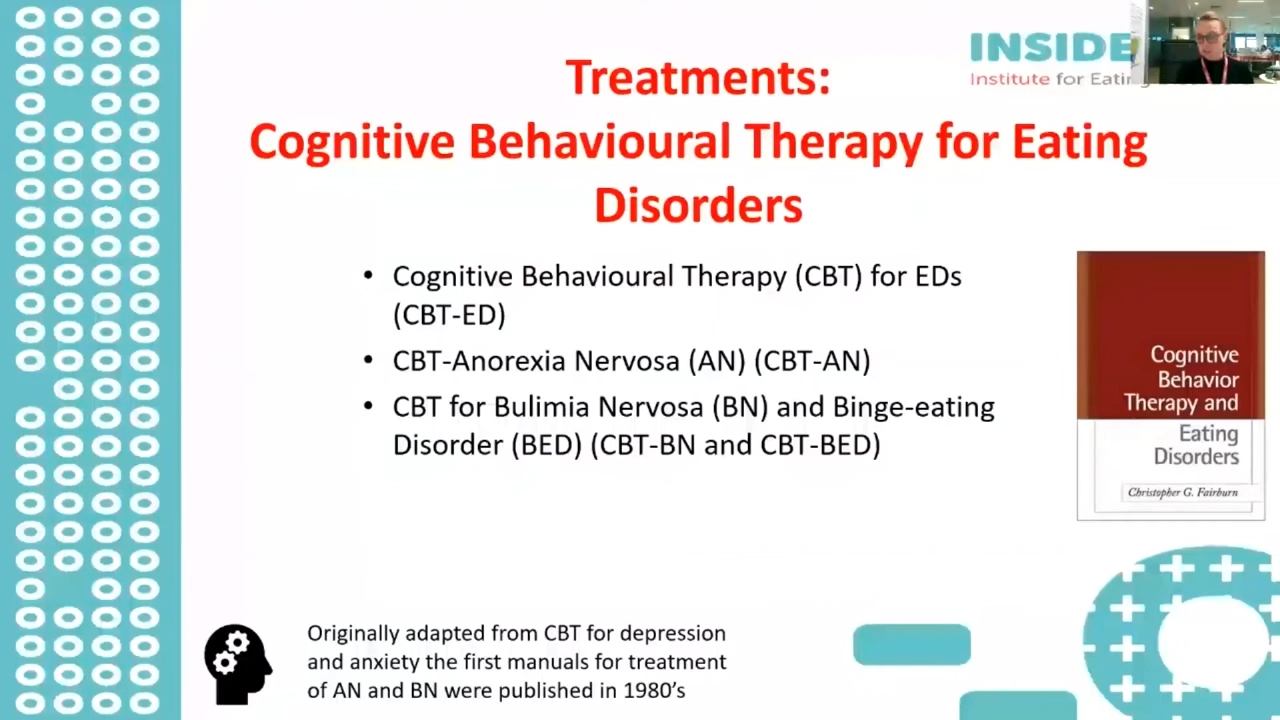 INSIDE
Institute for Eating
Treatments:
Cognitive Behavioural Therapy for Eating
Disorders
• Cognitive Behavioural Therapy (CBT) for EDs
(CBT-ED)
• CBT-Anorexia Nervosa (AN) (CBT-AN)
• CBT for Bulimia Nervosa (BN) and Binge-eating
Disorder (BED) (CBT-BN and CBT-BED)
Cognitive
Behavior
Therapy and
Eating
Disorders
Christopher G. Fairburn
Originally adapted from CBT for depression
and anxiety the first manuals for treatment
of AN and BN were published in 1980's